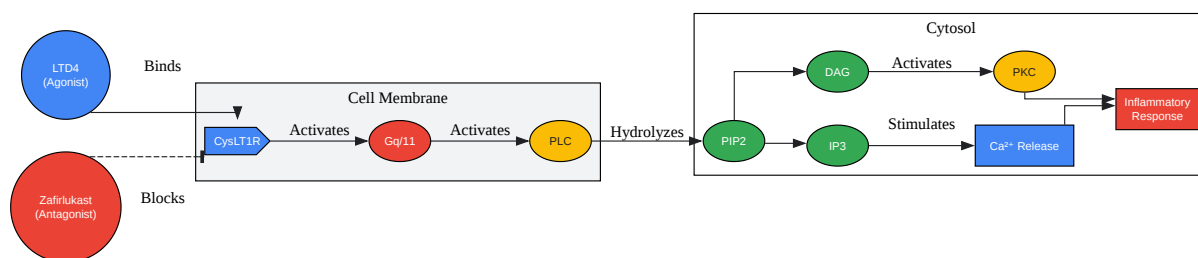 LTD4
(Agonist)
Binds
Zafirlukast
(Antagonist)
Blocks
Cell Membrane
CysLT1R
Activates
Gq/11
Activates
PLC
Hydrolyzes
Cytosol
PIP2
DAG
Activates
PKC
IP3
Stimulates
Ca²⁺ Release
Inflammatory
Response